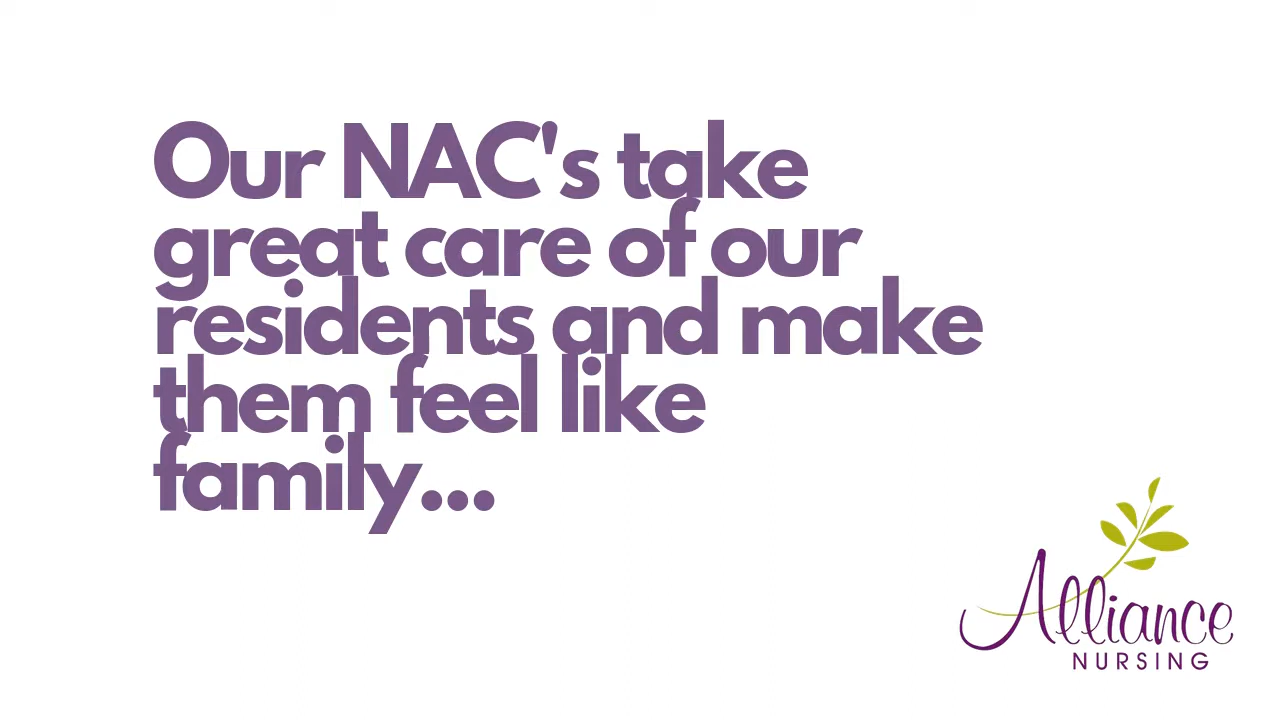 Our NAC's take
great care of our
residents and make
them feel like
family...
Alliance
NURSING